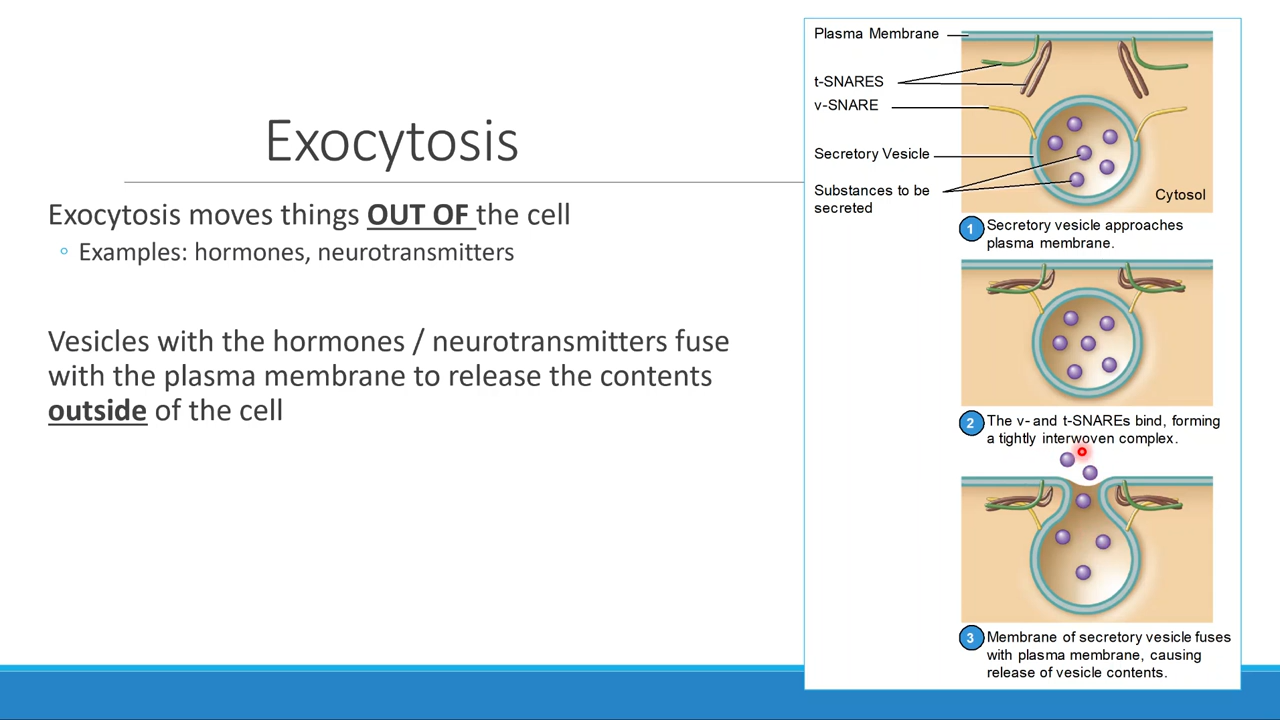 Exocytosis
Exocytosis moves things OUT OF the cell
Examples: hormones, neurotransmitters
Vesicles with the hormones / neurotransmitters fuse
with the plasma membrane to release the contents
outside of the cell
Plasma Membrane
t-SNARES
v-SNARE
Secretory Vesicle
Substances to be
secreted
Cytosol
1 Secretory vesicle approaches
plasma membrane.
2 The v- and t-SNAREs bind, forming
a tightly interwoven complex.
3 Membrane of secretory vesicle fuses
with plasma membrane, causing
release of vesicle contents.